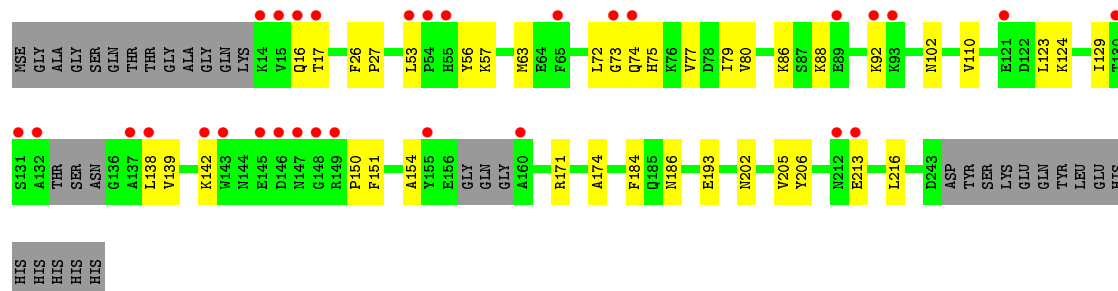 MSE GLY ALA GLY SER GLN THR THR GLY ALA GLY GLN LYS K14 V15 Q16 T17 F26 P27 L53 P54 H55 Y56 K57 M63 E64 F65 L72 G73 Q74 H75 K76 V77 D78 I79 V80 K86 S87 K88 E89 K92 K93 N102 V110 E121 D122 L123 K124 I129 T130
S131 A132 THR SER ASN G136 A137 L138 V139 K142 W143 N144 E145 D146 N147 G148 R149 P150 F151 A154 Y155 E156 GLY GLN GLY A160 R171 A174 F184 Q185 N186 E193 N202 V205 Y206 N212 E213 L216 D243 ASP TYR SER LYS GLU GLN TYR LEU GLU HIS
HIS HIS HIS HIS HIS